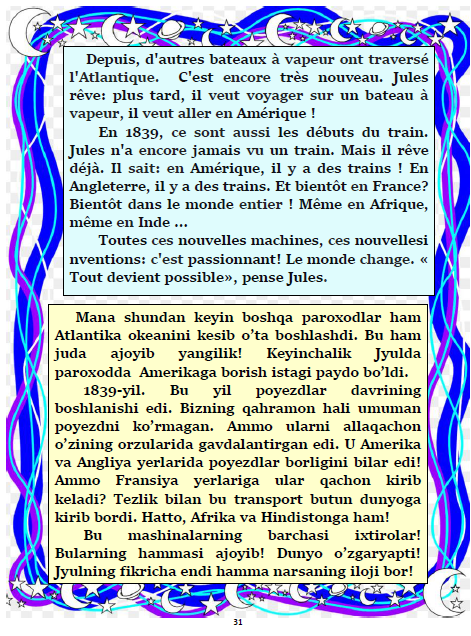 Depuis, d'autres bateaux à vapeur ont traversé
l'Atlantique. C'est encore très nouveau. Jules
rêve: plus tard, il veut voyager sur un bateau à
vapeur, il veut aller en Amérique !
En 1839, ce sont aussi les débuts du train.
Jules n'a encore jamais vu un train. Mais il rêve
déjà. Il sait: en Amérique, il y a des trains ! En
Angleterre, il y a des trains. Et bientôt en France?
Bientôt dans le monde entier ! Même en Afrique,
même en Inde ...
Toutes ces nouvelles machines, ces nouvellesi
nventions: c'est passionnant! Le monde change. «
Tout devient possible», pense Jules.
Mana shundan keyin boshqa paroxodlar ham
Atlantika okeanini kesib o’ta boshlashdi. Bu ham
juda ajoyib yangilik! Keyinchalik Jyulda
paroxodda Amerikaga borish istagi paydo bo’ldi.
1839-yil. Bu yil poyezdlar davrining
boshlanishi edi. Bizning qahramon hali umuman
poyezdni ko’rmagan. Ammo ularni allaqachon
o’zining orzularida gavdalantirgan edi. U Amerika
va Angliya yerlarida poyezdlar borligini bilar edi!
Ammo Fransiya yerlariga ular qachon kirib
keladi? Tezlik bilan bu transport butun dunyoga
kirib bordi. Hatto, Afrika va Hindistonga ham!
Bu mashinalarning barchasi ixtirolar!
Bularning hammasi ajoyib! Dunyo o’zgaryapti!
Jyulning fikricha endi hamma narsaning iloji bor!
31